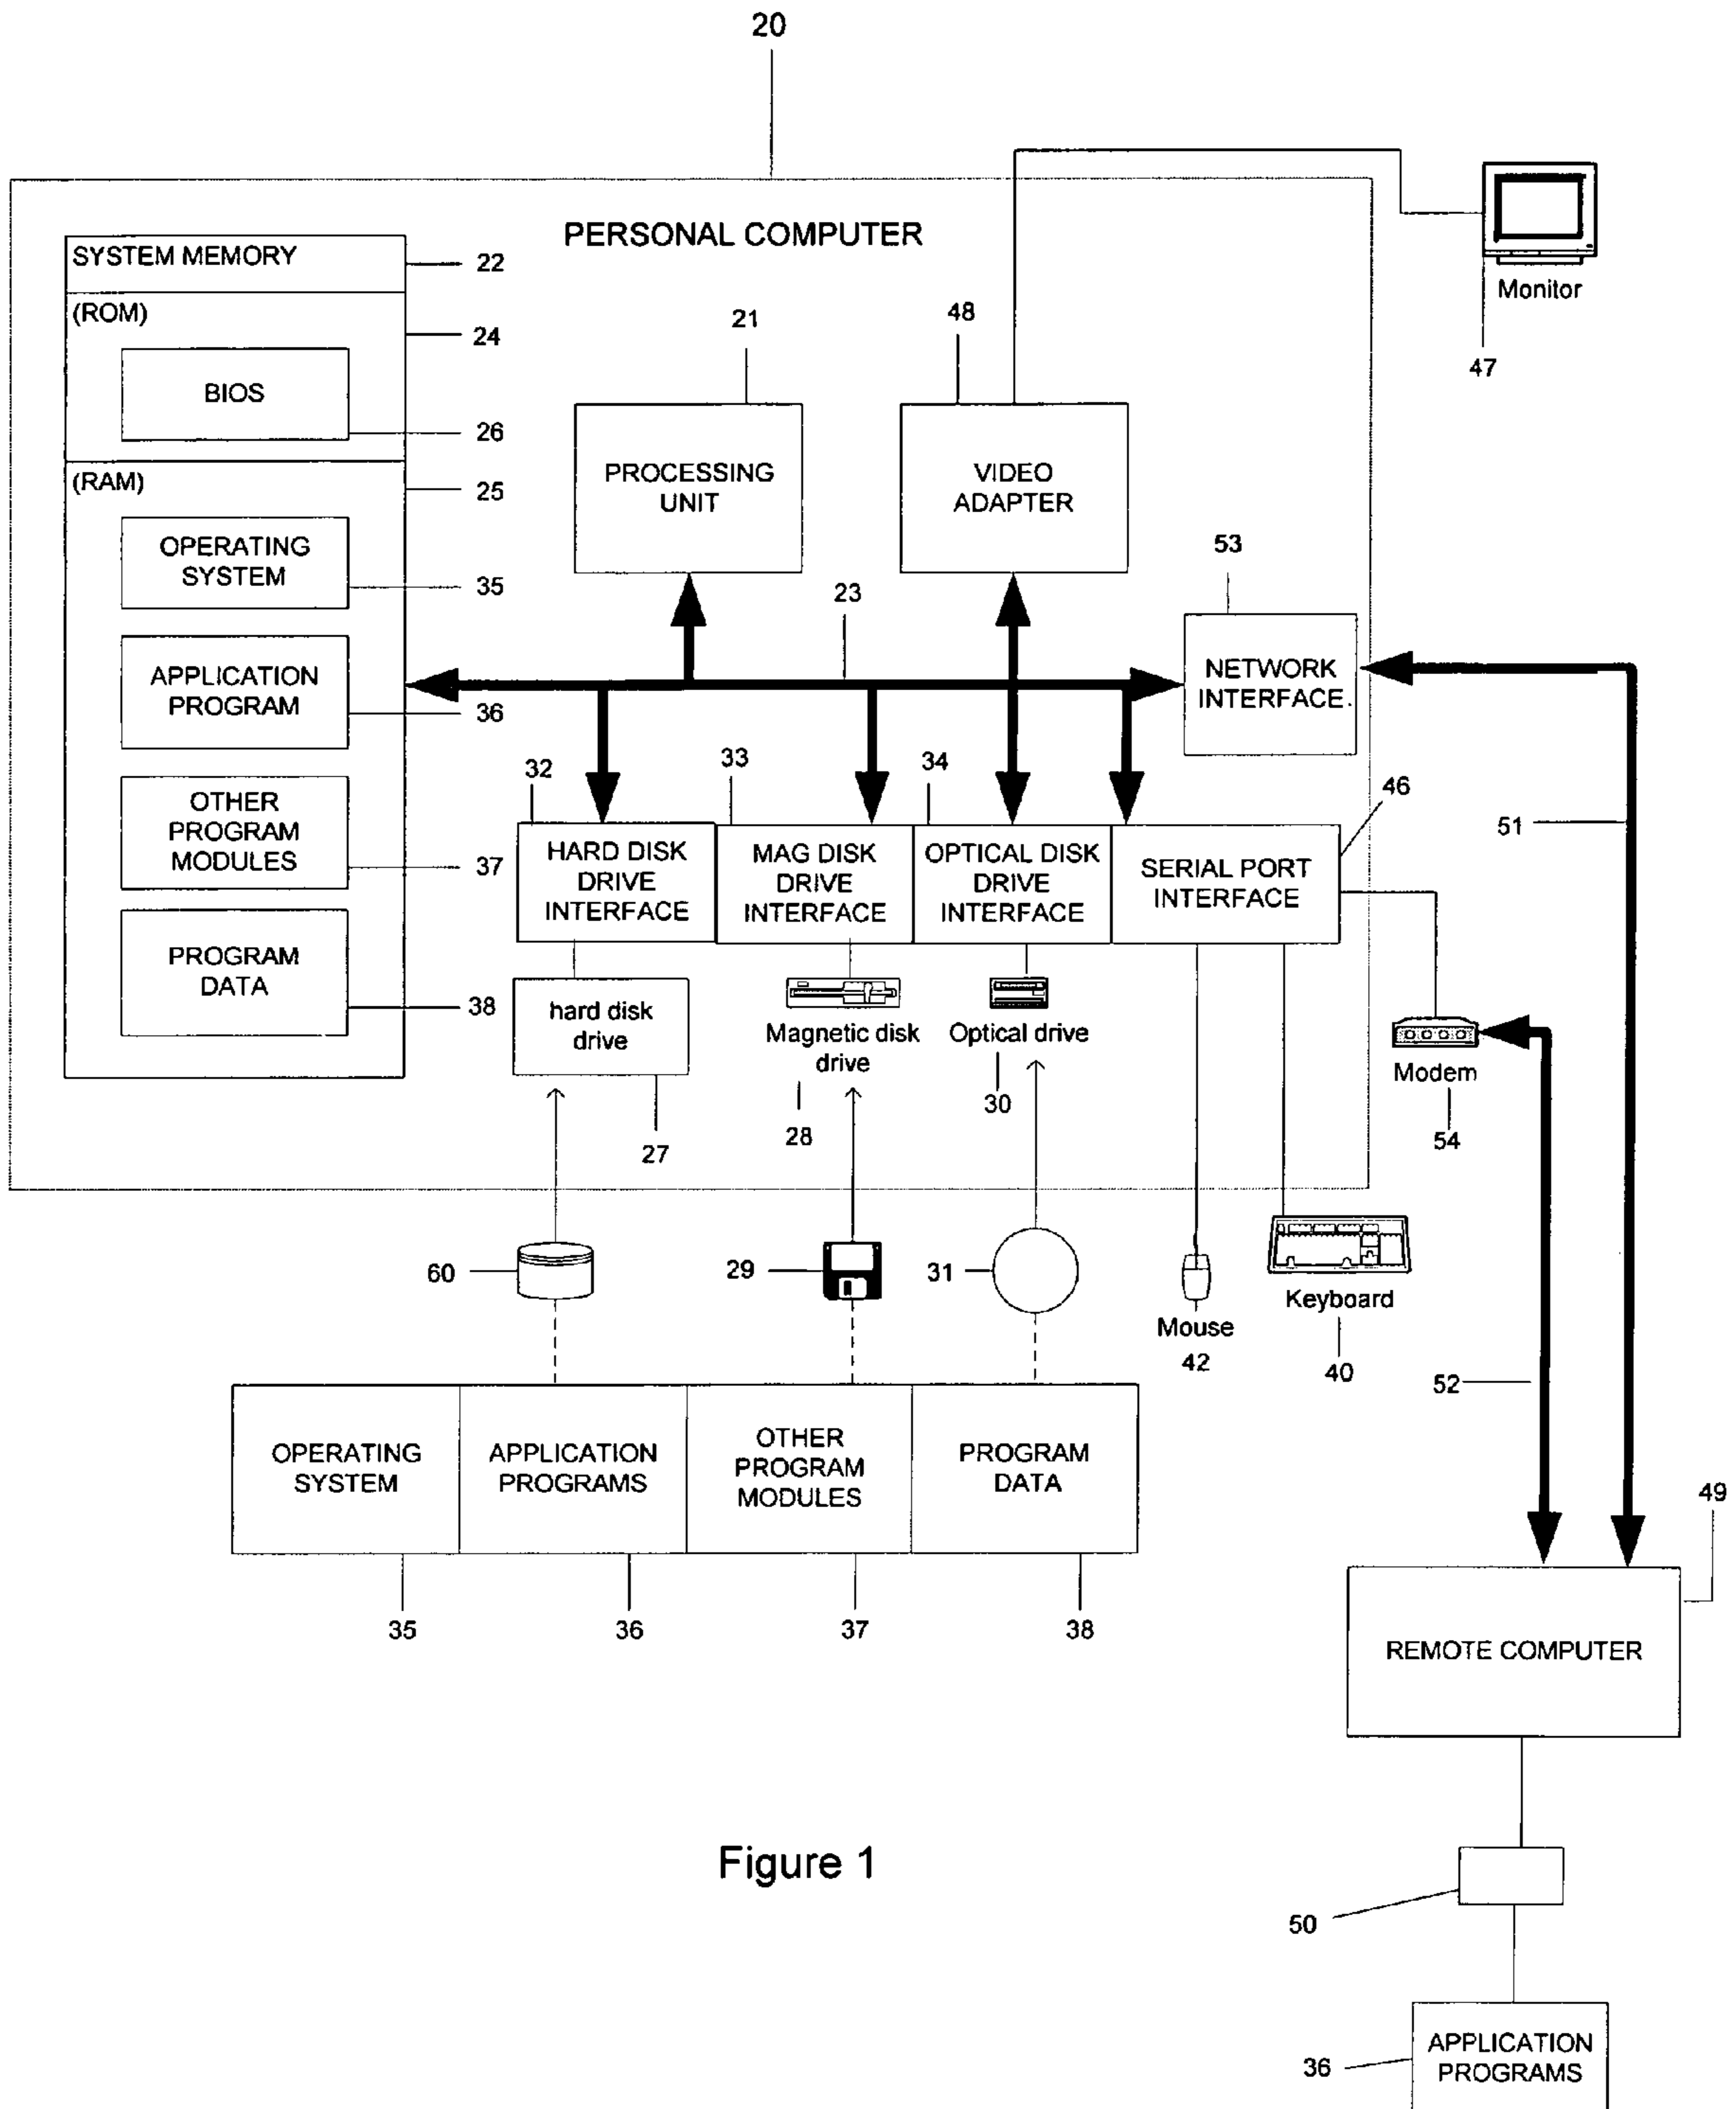 20
PERSONAL COMPUTER
SYSTEM MEMORY
22
(ROM)
24
BIOS
26
(RAM)
25
OPERATING
SYSTEM
35
APPLICATION
PROGRAM
36
OTHER
PROGRAM
MODULES
37
PROGRAM
DATA
38
21
PROCESSING
UNIT
48
VIDEO
ADAPTER
Monitor
47
23
53
NETWORK
INTERFACE
32
HARD DISK
DRIVE
INTERFACE
33
MAG DISK
DRIVE
INTERFACE
34
OPTICAL DISK
DRIVE
INTERFACE
46
SERIAL PORT
INTERFACE
51
hard disk
drive
27
Magnetic disk
drive
28
Optical drive
30
Modem
54
60
29
31
Mouse
42
Keyboard
40
52
OPERATING
SYSTEM
APPLICATION
PROGRAMS
OTHER
PROGRAM
MODULES
PROGRAM
DATA
35
36
37
38
49
REMOTE COMPUTER
50
36
APPLICATION
PROGRAMS
Figure 1